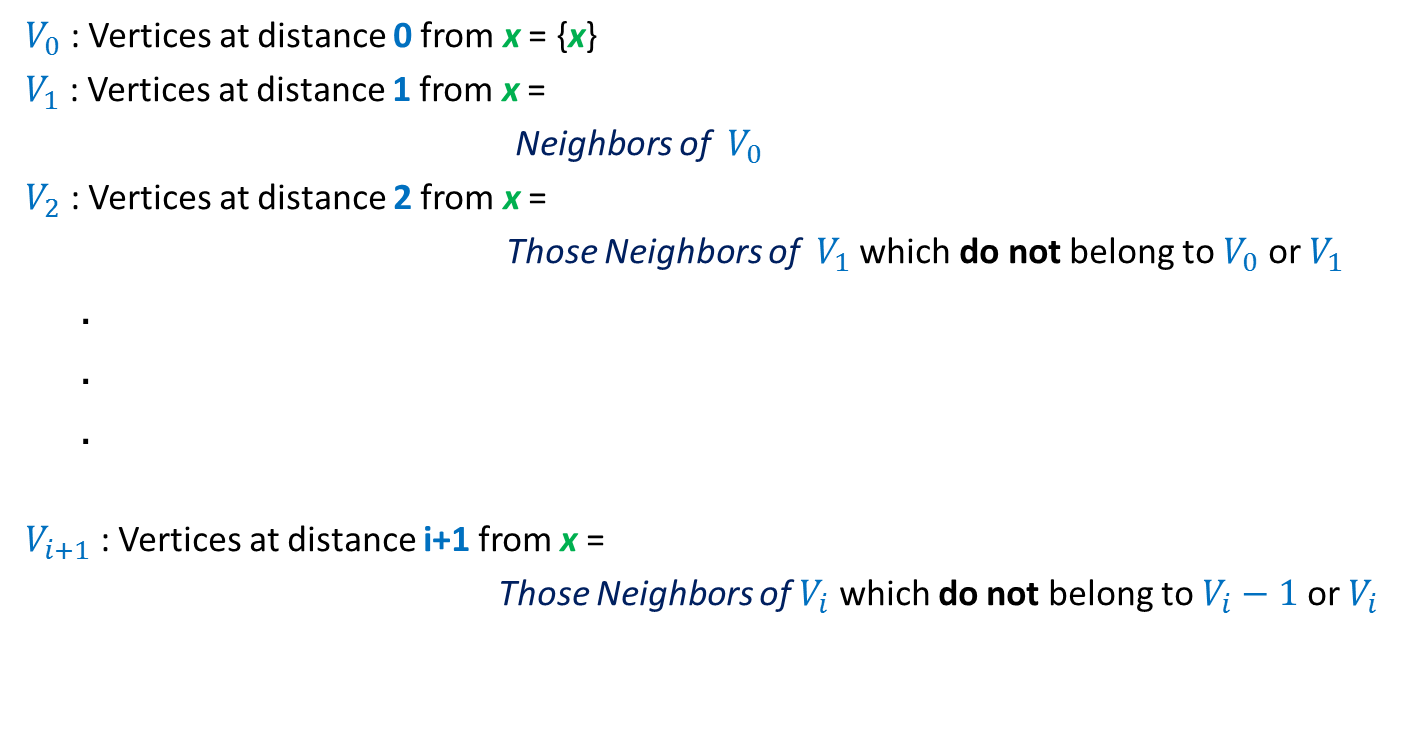 V₀ : Vertices at distance 0 from x = {x}
V₁ : Vertices at distance 1 from x =
Neighbors of V₀
V₂ : Vertices at distance 2 from x =
Those Neighbors of V₁ which do not belong to V₀ or V₁
.
.
.
Vᵢ₊₁ : Vertices at distance i+1 from x =
Those Neighbors of Vᵢ which do not belong to Vᵢ − 1 or Vᵢ